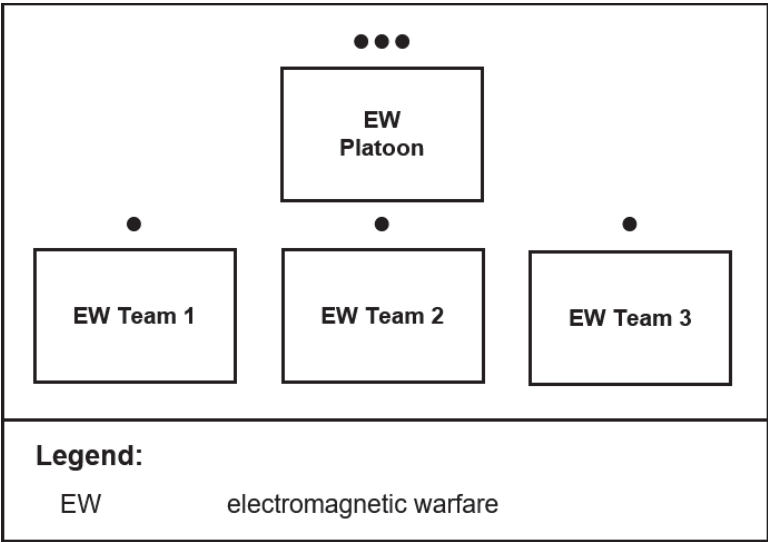 EW
Platoon
EW Team 1
EW Team 2
EW Team 3
Legend:
EW electromagnetic warfare